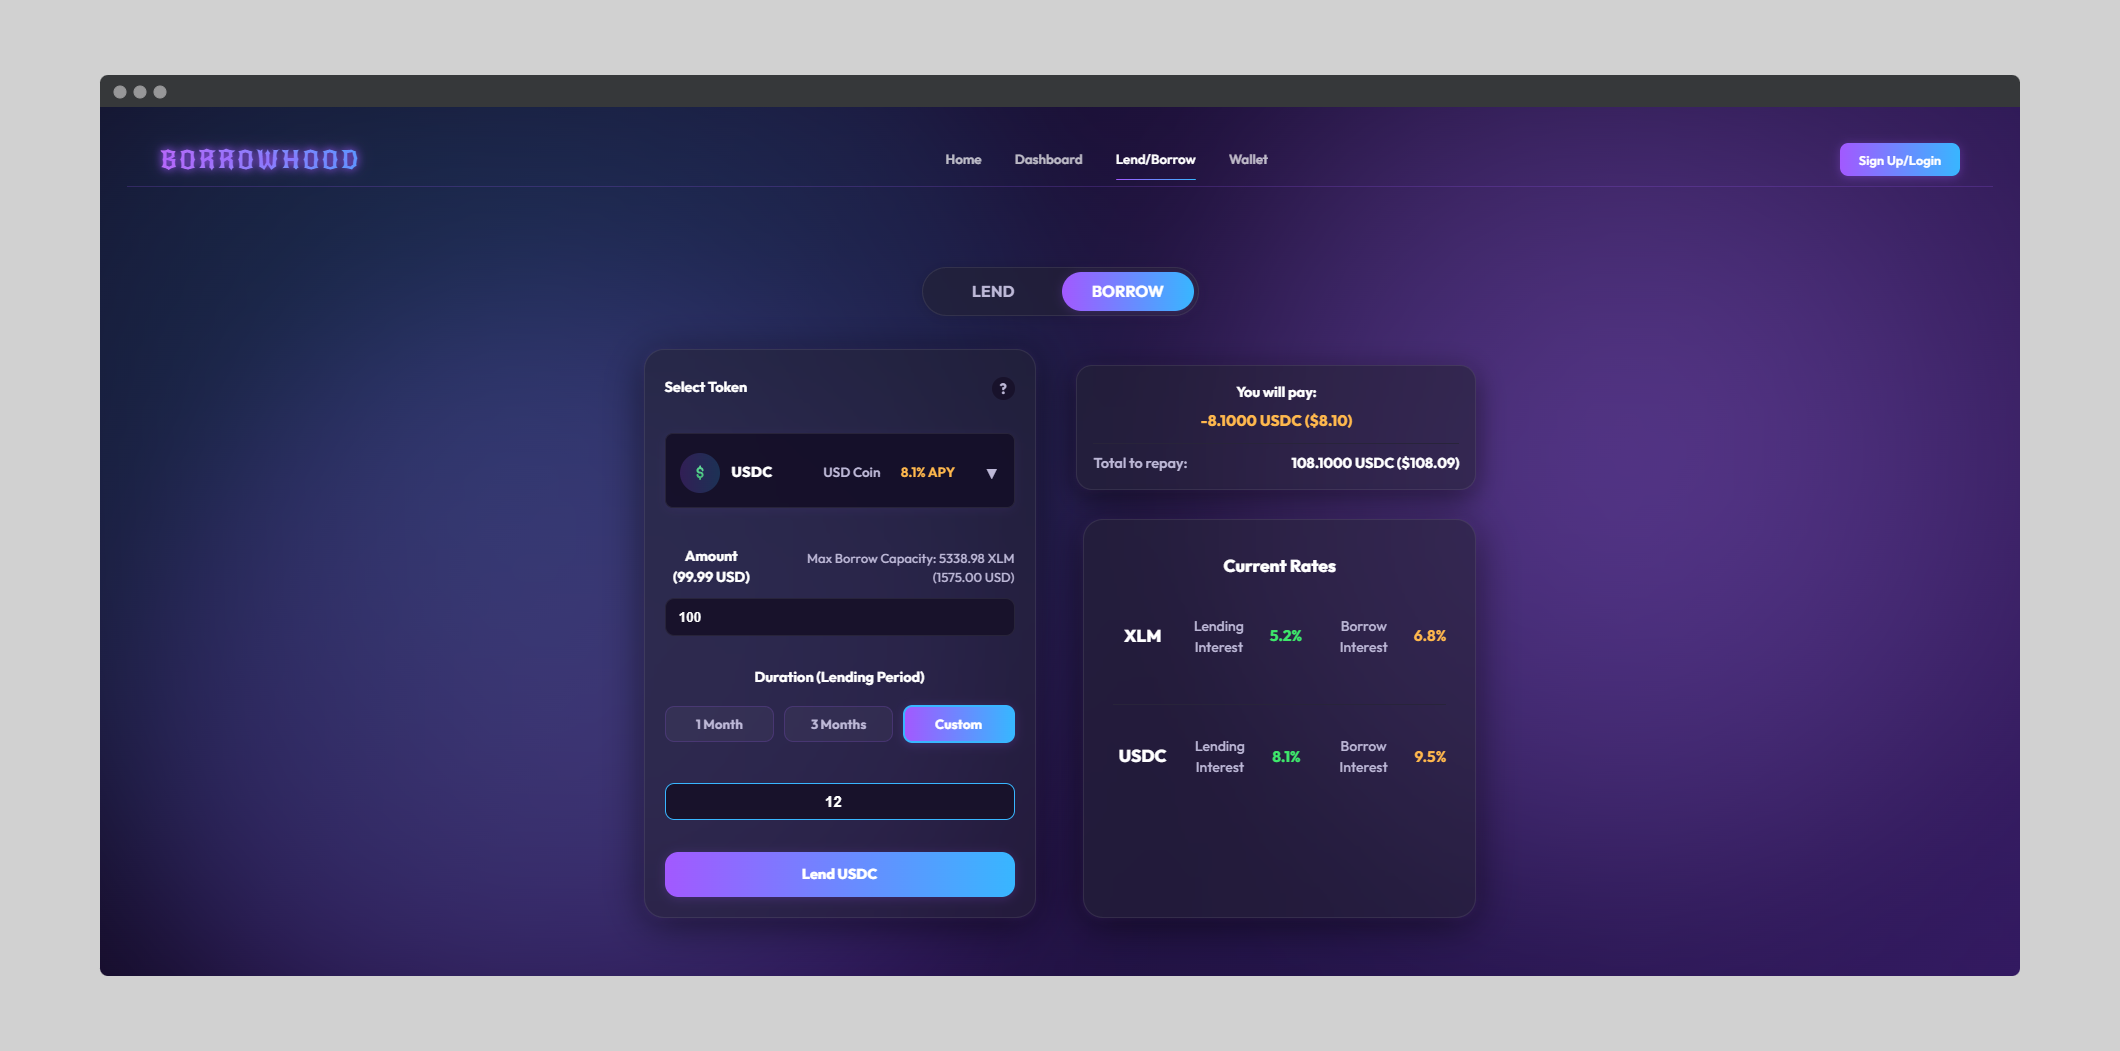 BORROWHOOD
Home Dashboard Lend/Borrow Wallet
Sign Up/Login
LEND BORROW
Select Token
?
$ USDC USD Coin 8.1% APY ▼
Amount
(99.99 USD)
Max Borrow Capacity: 5338.98 XLM
(1575.00 USD)
100
Duration (Lending Period)
1 Month 3 Months Custom
12
Lend USDC
You will pay:
-8.1000 USDC ($8.10)
Total to repay: 108.1000 USDC ($108.09)
Current Rates
XLM
Lending
Interest
5.2%
Borrow
Interest
6.8%
USDC
Lending
Interest
8.1%
Borrow
Interest
9.5%